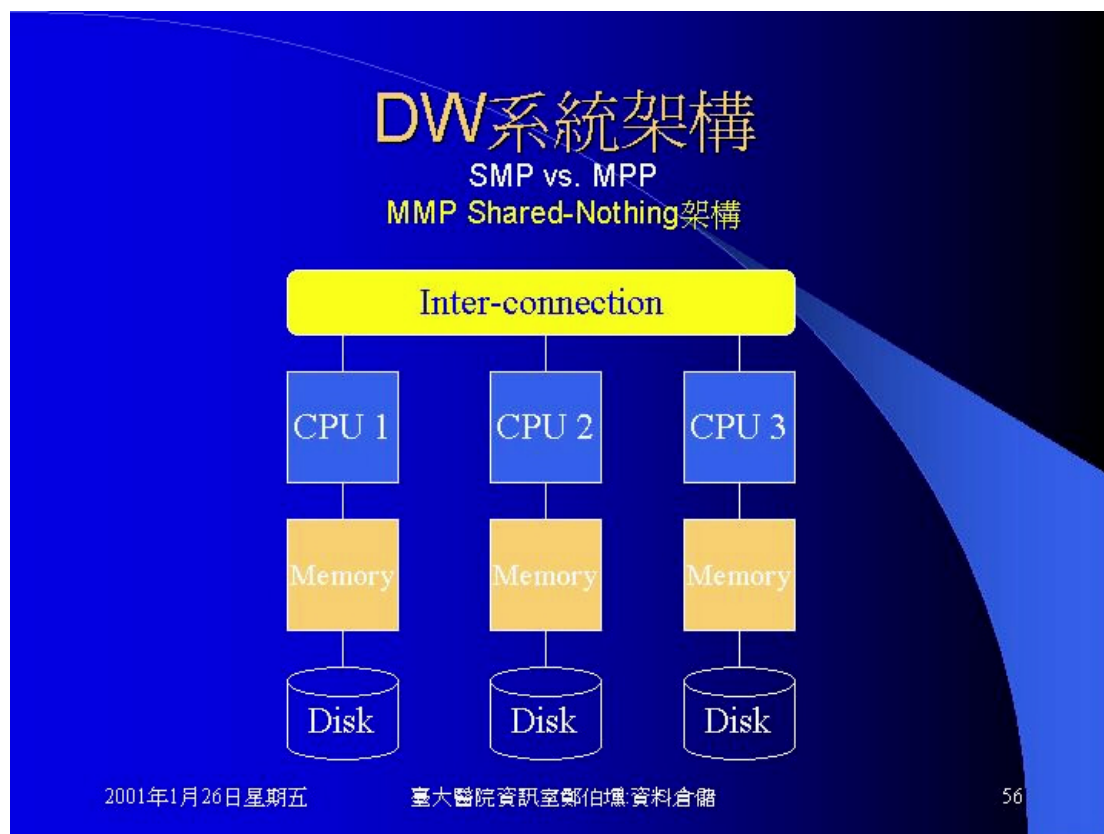 DW系統架構
SMP vs. MPP
MMP Shared-Nothing架構
Inter-connection
CPU 1 CPU 2 CPU 3
Memory Memory Memory
Disk Disk Disk
2001年1月26日星期五 臺大醫院資訊室鄭伯壎:資料倉儲 56